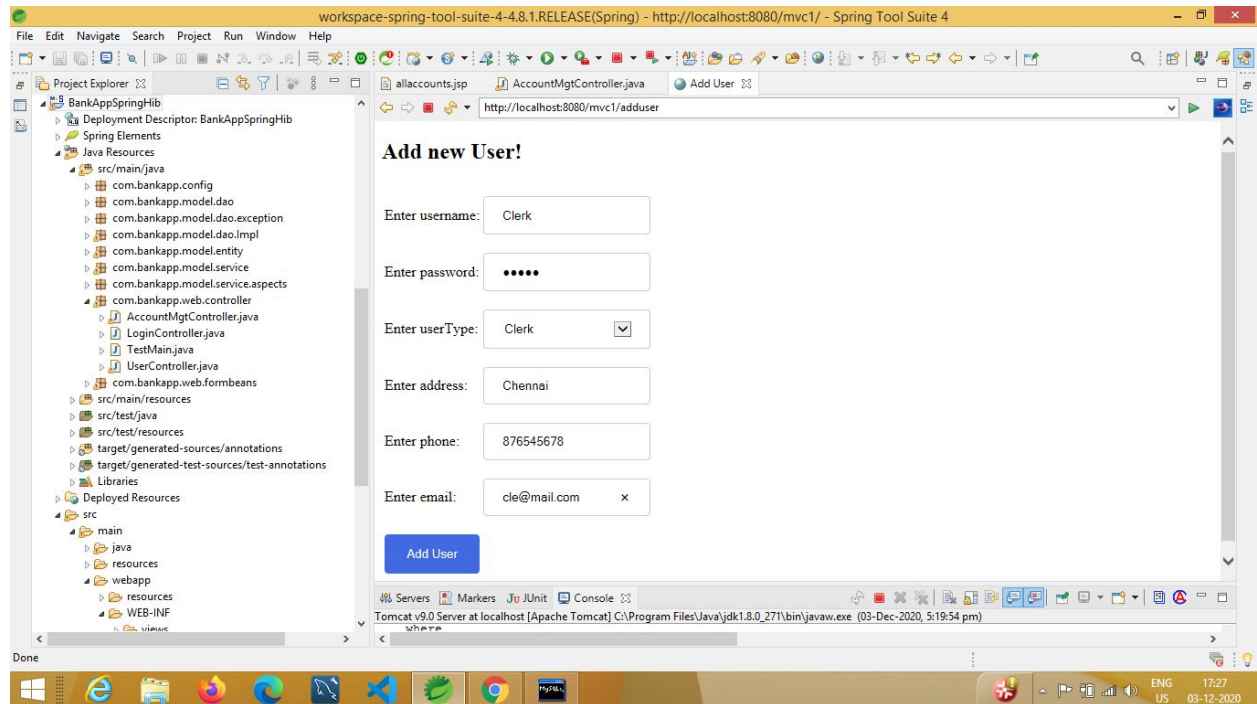 workspace-spring-tool-suite-4-4.8.1.RELEASE(Spring) - http://localhost:8080/mvc1/ - Spring Tool Suite 4
File Edit Navigate Search Project Run Window Help
Project Explorer
BankAppSpringHib
Deployment Descriptor: BankAppSpringHib
Spring Elements
Java Resources
src/main/java
com.bankapp.config
com.bankapp.model.dao
com.bankapp.model.dao.exception
com.bankapp.model.dao.Impl
com.bankapp.model.entity
com.bankapp.model.service
com.bankapp.model.service.aspects
com.bankapp.web.controller
AccountMgtController.java
LoginController.java
TestMain.java
UserController.java
com.bankapp.web.formbeans
src/main/resources
src/test/java
src/test/resources
target/generated-sources/annotations
target/generated-test-sources/test-annotations
Libraries
Deployed Resources
src
main
java
resources
webapp
resources
WEB-INF
views
allaccounts.jsp AccountMgtController.java Add User
http://localhost:8080/mvc1/adduser
Add new User!
Enter username: Clerk
Enter password: •••••
Enter userType: Clerk
Enter address: Chennai
Enter phone: 876545678
Enter email: cle@mail.com
Add User
Servers Markers JUnit Console
Tomcat v9.0 Server at localhost [Apache Tomcat] C:\Program Files\Java\jdk1.8.0_271\bin\javaw.exe (03-Dec-2020, 5:19:54 pm)
where
Done
ENG 17:27
US 03-12-2020